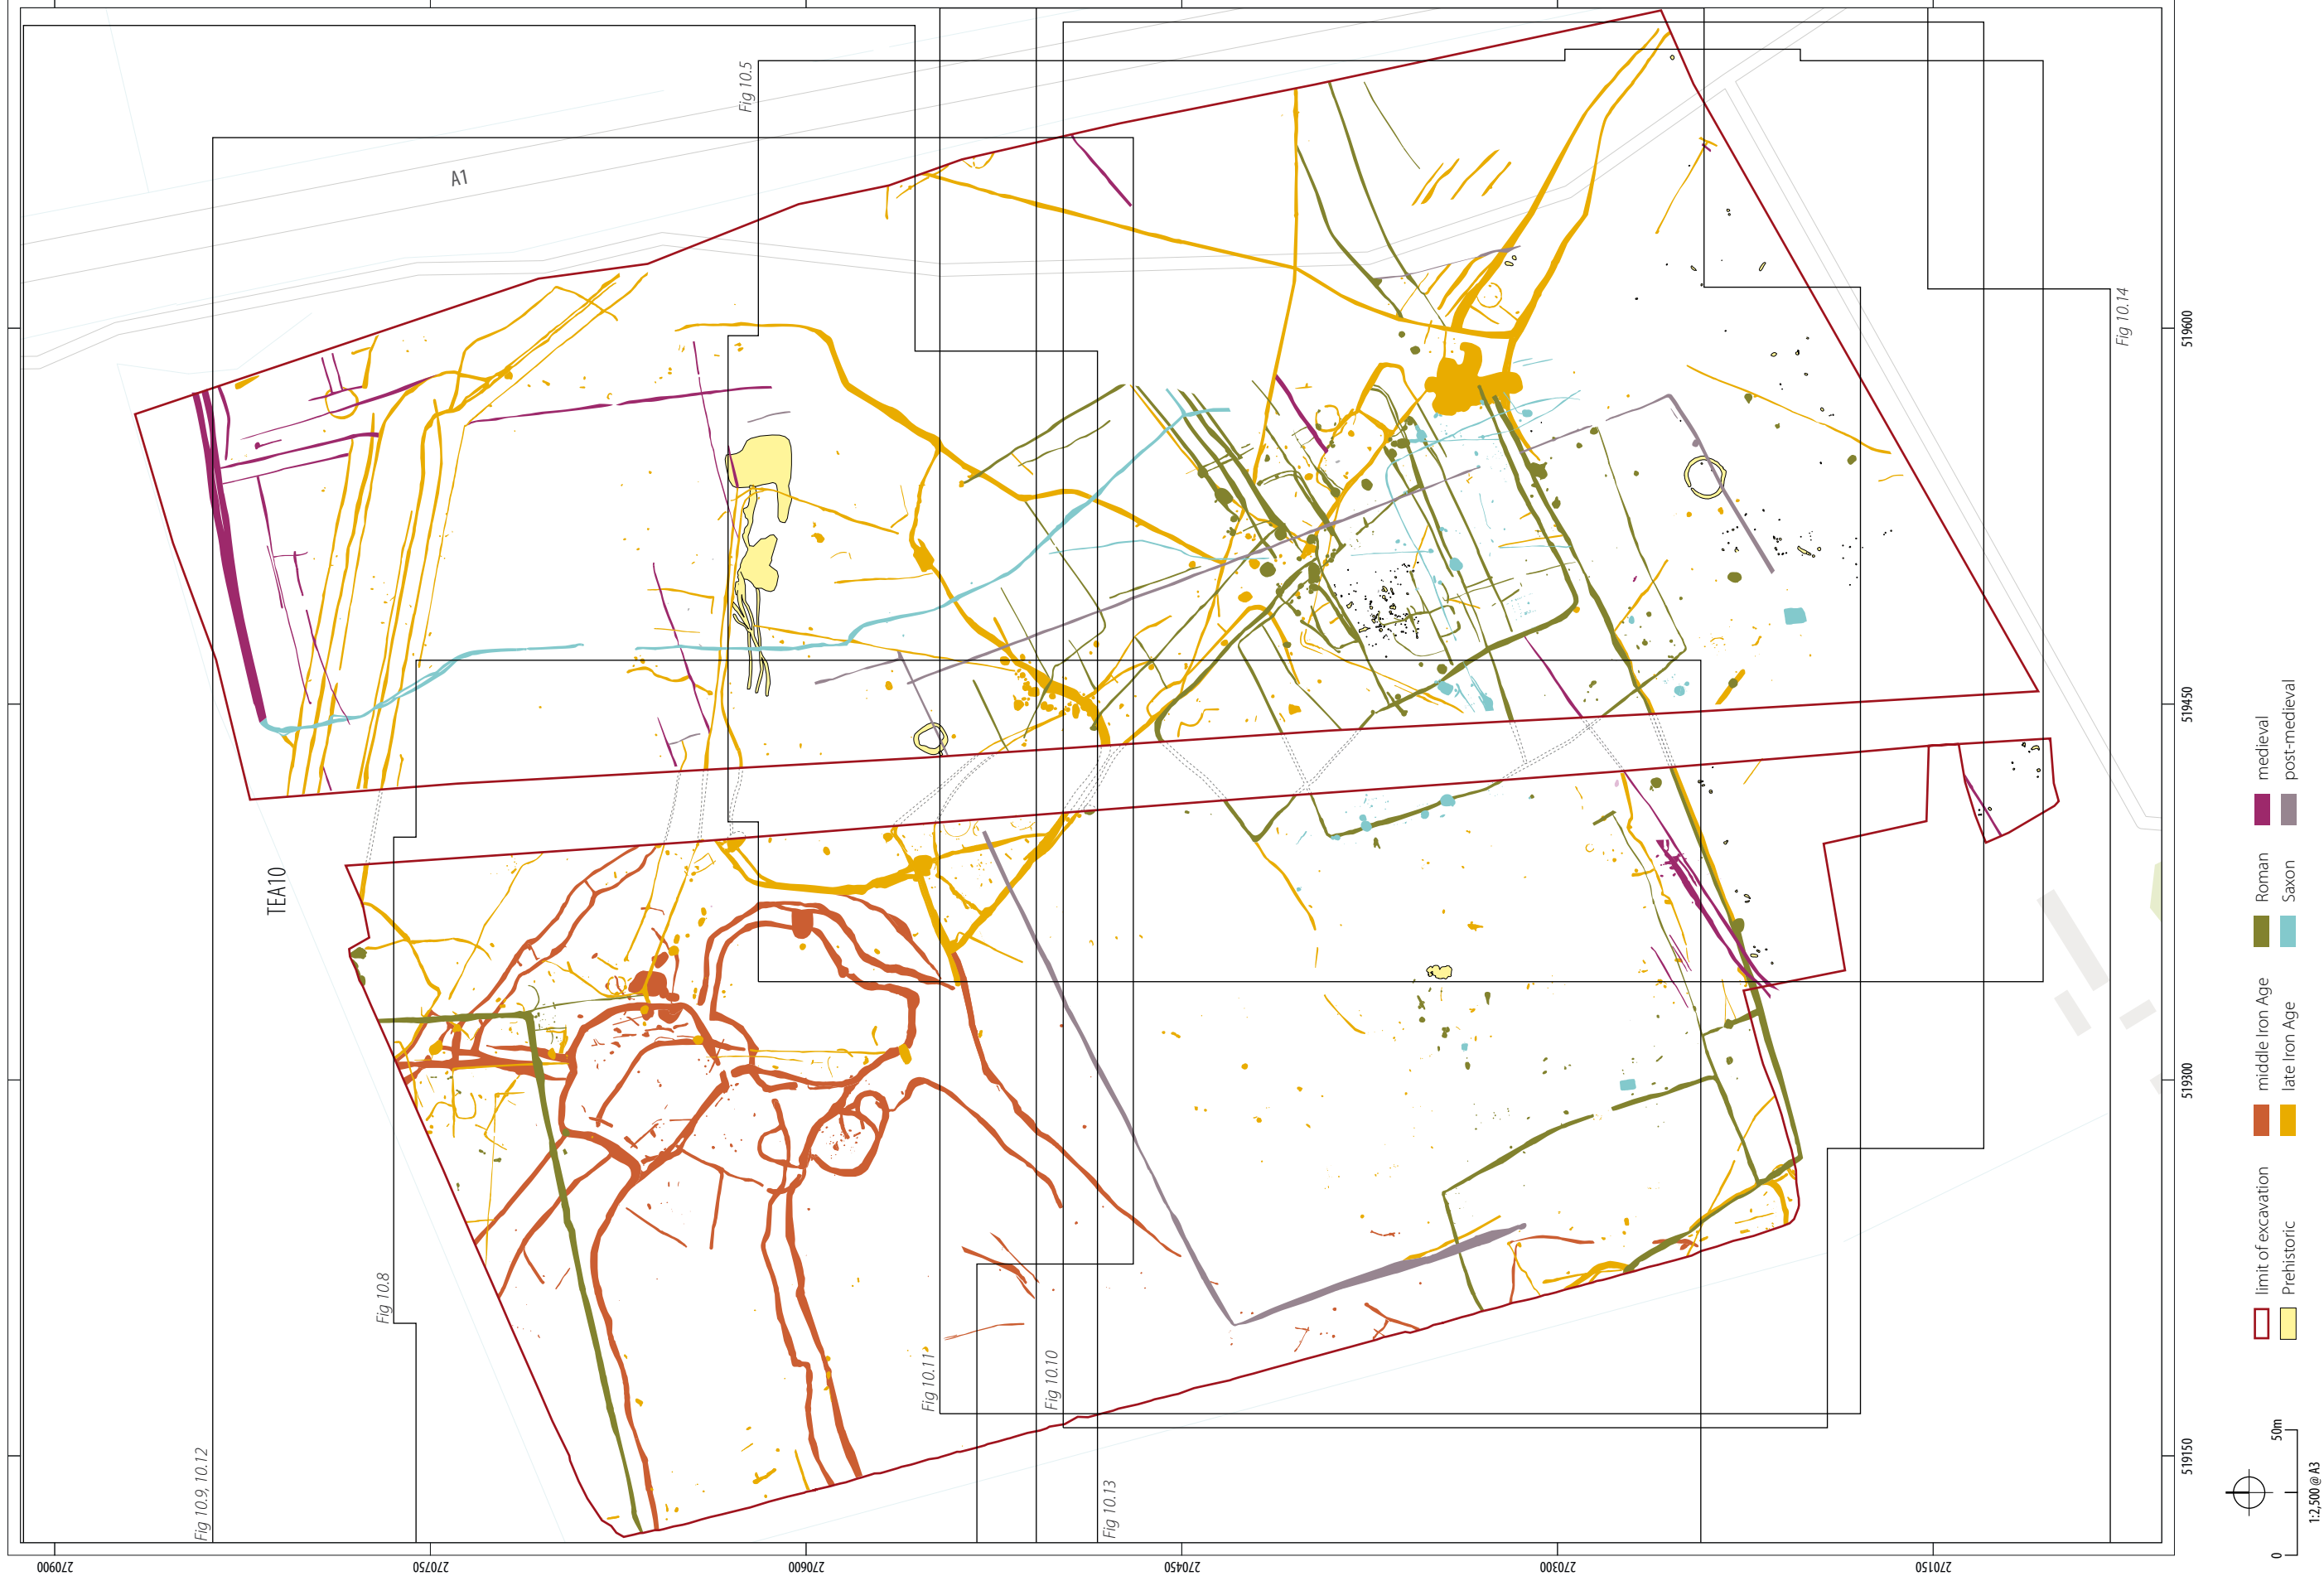 Fig 10.5
A1
TEA10
Fig 10.14
Fig 10.8
Fig 10.11
Fig 10.10
Fig 10.9, 10.12
Fig 10.13
519600
519450
519300
519150
270900
270750
270600
270450
270300
270150
limit of excavation
Prehistoric
middle Iron Age
late Iron Age
Roman
Saxon
medieval
post-medieval
0
50m
1:2,500 @ A3